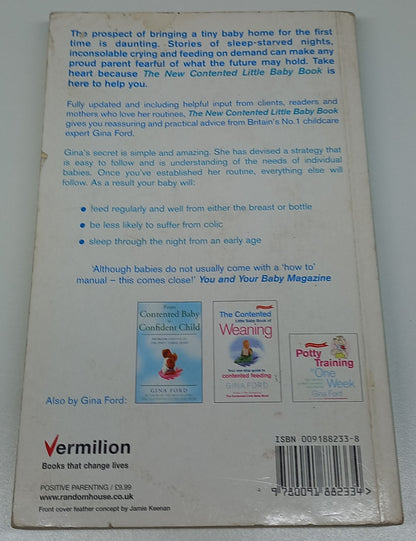 The prospect of bringing a tiny baby home for the first
time is daunting. Stories of sleep-starved nights,
inconsolable crying and feeding on demand can make any
proud parent fearful of what the future may hold. Take
heart because The New Contented Little Baby Book is
here to help you.
Fully updated and including helpful input from clients, readers and
mothers who love her routines, The New Contented Little Baby Book
gives you reassuring and practical advice from Britain's No.1 childcare
expert Gina Ford.
Gina's secret is simple and amazing. She has devised a strategy that
is easy to follow and is understanding of the needs of individual
babies. Once you've established her routine, everything else will
follow. As a result your baby will:
• feed regularly and well from either the breast or bottle
• be less likely to suffer from colic
• sleep through the night from an early age
'Although babies do not usually come with a 'how to'
manual – this comes close!' You and Your Baby Magazine
From
Contented Baby
to
Confident Child
GINA FORD
The Contented
Little Baby Book of
Weaning
Your one-stop guide to
contented feeding
GINA FORD
Potty
Training
in One
Week
Gina Ford
Also by Gina Ford:
Vermilion
Books that change lives
POSITIVE PARENTING / £9.99
www.randomhouse.co.uk
Front cover feather concept by Jamie Keenan
ISBN 009188233-8
9 780091 882334 >